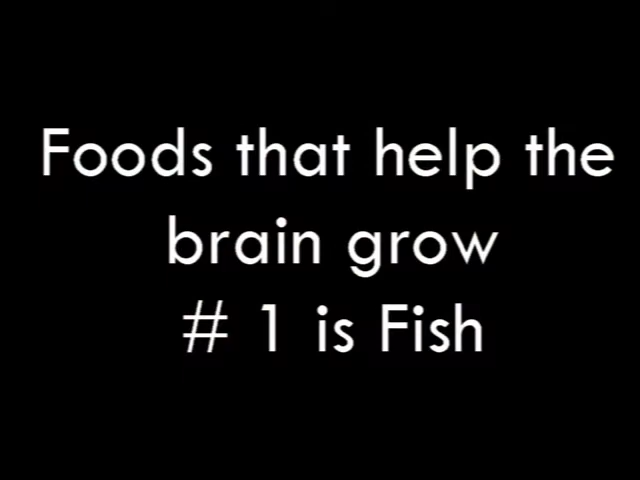 Foods that help the
brain grow
# 1 is Fish